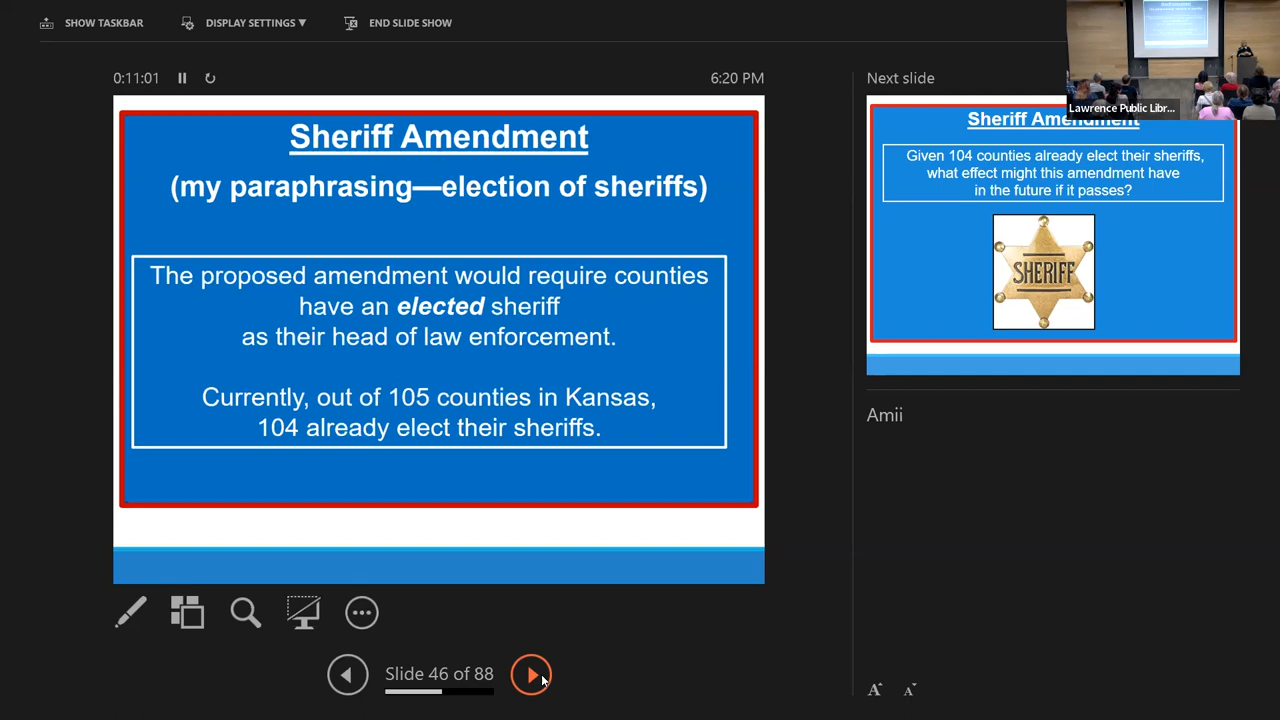 SHOW TASKBAR
DISPLAY SETTINGS ▼
END SLIDE SHOW
0:11:01
6:20 PM
Sheriff Amendment
(my paraphrasing—election of sheriffs)
The proposed amendment would require counties
have an elected sheriff
as their head of law enforcement.
Currently, out of 105 counties in Kansas,
104 already elect their sheriffs.
Slide 46 of 88
Next slide
Lawrence Public Libr...
Sheriff Amendment
Given 104 counties already elect their sheriffs,
what effect might this amendment have
in the future if it passes?
SHERIFF
Amii
A A